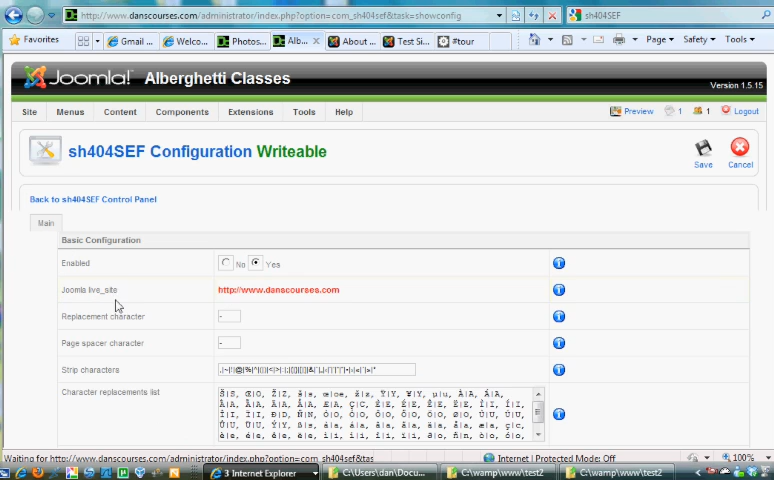 http://www.danscourses.com/administrator/index.php?option=com_sh404sef&task=showconfig
sh404SEF
Favorites
Gmail ...
Welco...
Photos...
Alb...
About ...
Test Si...
#tour
Page
Safety
Tools
Joomla!
Alberghetti Classes
Version 1.5.15
Site
Menus
Content
Components
Extensions
Tools
Help
Preview
1
1
Logout
sh404SEF Configuration Writeable
Save
Cancel
Back to sh404SEF Control Panel
Main
Basic Configuration
Enabled
No
Yes
Joomla live_site
http://www.danscourses.com
Replacement character
-
Page spacer character
-
Strip characters
Character replacements list
Waiting for http://www.danscourses.com/administrator/index.php?option=com_sh404sef&tas
Internet | Protected Mode: Off
100%
3 Internet Explorer
C:\Users\dan\Docu...
C:\wamp\www\test2
C:\wamp\www\test2